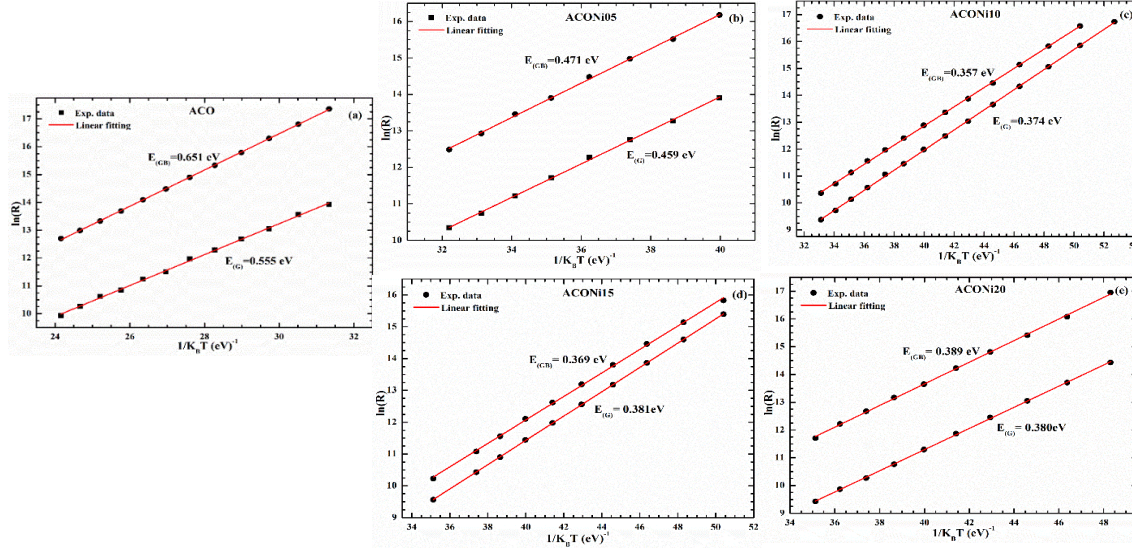 ACO
(a)
Exp. data
Linear fitting
E(GB)=0.651 eV
E(G)=0.555 eV
17
16
15
14
13
12
11
10
ln(R)
24 26 28 30 32
1/KBT (eV)-1
ACONi05
(b)
Exp. data
Linear fitting
E(GB)=0.471 eV
E(G)=0.459 eV
16
15
14
13
12
11
10
ln(R)
32 34 36 38 40
1/KBT (eV)-1
ACONi10
(c)
Exp. data
Linear fitting
E(GB)=0.357 eV
E(G)=0.374 eV
17
16
15
14
13
12
11
10
9
ln(R)
34 36 38 40 42 44 46 48 50 52
1/KBT (eV)-1
ACONi15
(d)
Exp. data
Linear fitting
E(GB)=0.369 eV
E(G)=0.381eV
16
15
14
13
12
11
10
9
ln(R)
34 36 38 40 42 44 46 48 50 52
1/KBT (eV)-1
ACONi20
(e)
Exp. data
Linear fitting
E(GB)= 0.389 eV
E(G)= 0.380eV
17
16
15
14
13
12
11
10
9
ln(R)
34 36 38 40 42 44 46 48
1/KBT (eV)-1